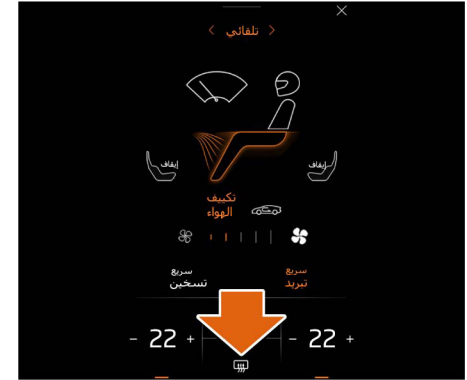 تلقائي
إيقاف
إيقاف
تكييف
الهواء
سريع
تبريد
سريع
تسخين
- 22 +
- 22 +